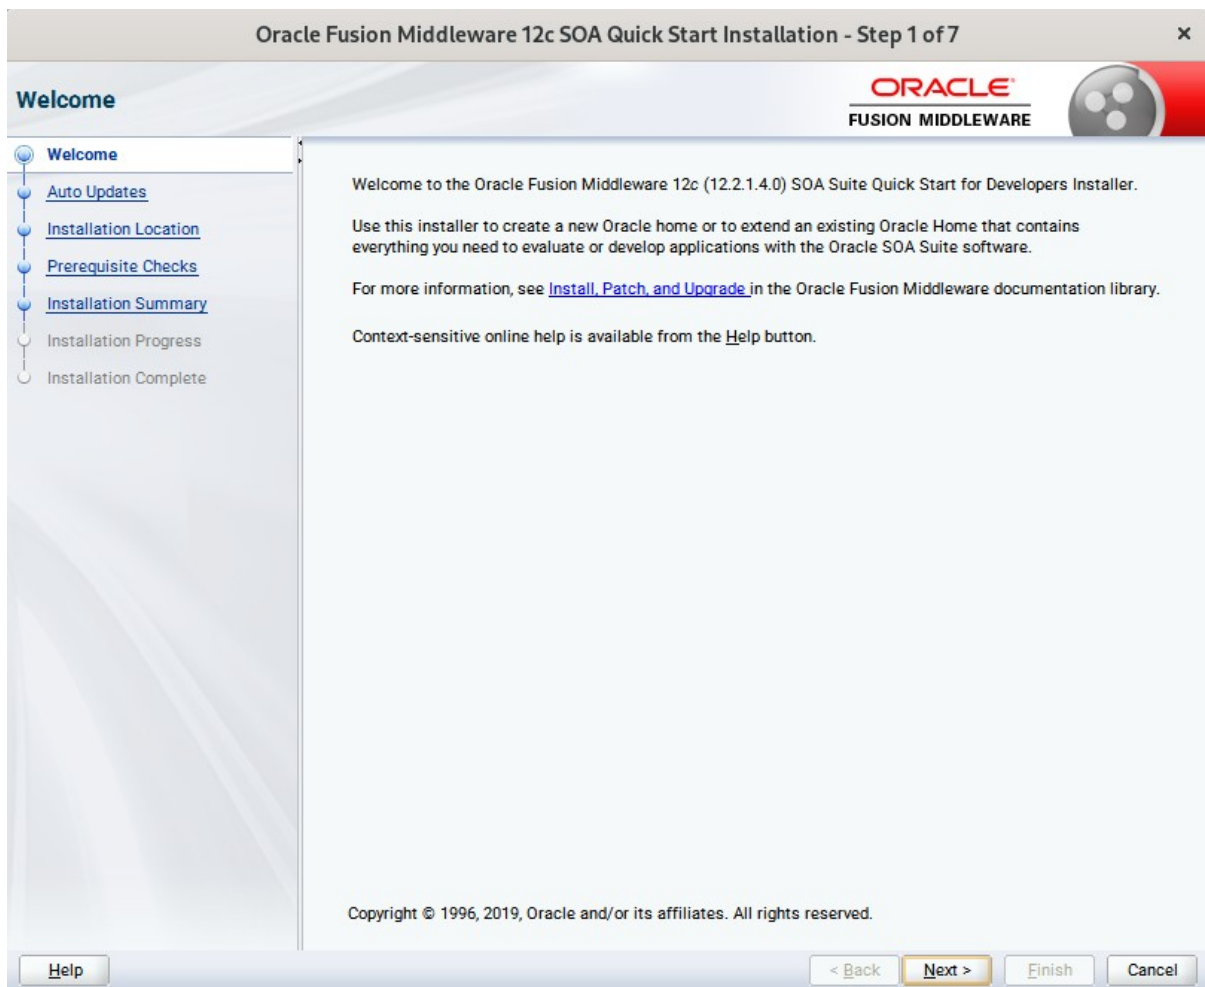 Oracle Fusion Middleware 12c SOA Quick Start Installation - Step 1 of 7
×
Welcome
ORACLE®
FUSION MIDDLEWARE
Welcome
Auto Updates
Installation Location
Prerequisite Checks
Installation Summary
Installation Progress
Installation Complete
Welcome to the Oracle Fusion Middleware 12c (12.2.1.4.0) SOA Suite Quick Start for Developers Installer.
Use this installer to create a new Oracle home or to extend an existing Oracle Home that contains
everything you need to evaluate or develop applications with the Oracle SOA Suite software.
For more information, see Install, Patch, and Upgrade in the Oracle Fusion Middleware documentation library.
Context-sensitive online help is available from the Help button.
Copyright © 1996, 2019, Oracle and/or its affiliates. All rights reserved.
Help
< Back
Next >
Finish
Cancel